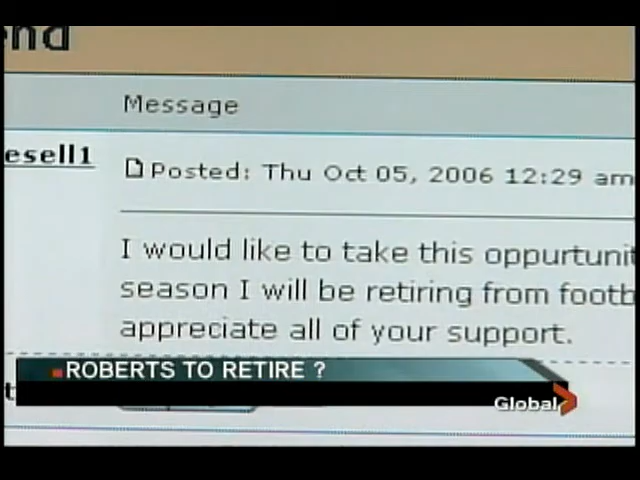 end
Message
esell1
Posted: Thu Oct 05, 2006 12:29 am
I would like to take this oppurtunit
season I will be retiring from footb
appreciate all of your support.
ROBERTS TO RETIRE ?
Global